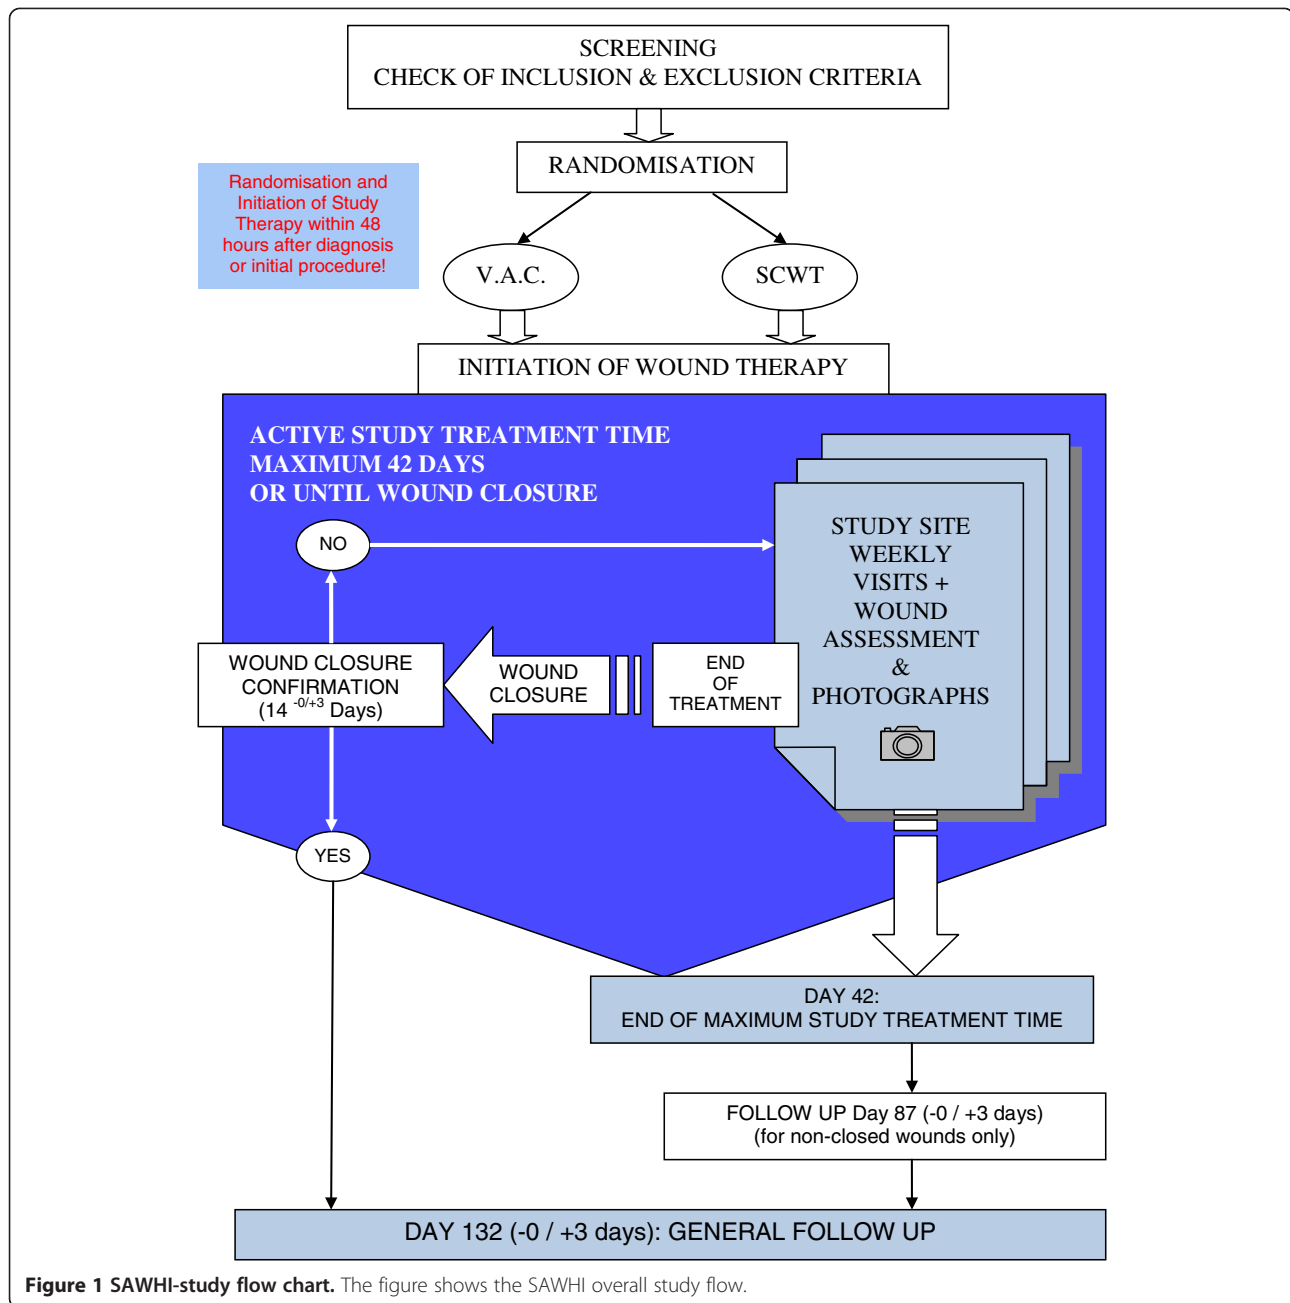 SCREENING
CHECK OF INCLUSION & EXCLUSION CRITERIA
RANDOMISATION
Randomisation and
Initiation of Study
Therapy within 48
hours after diagnosis
or initial procedure!
V.A.C.
SCWT
INITIATION OF WOUND THERAPY
ACTIVE STUDY TREATMENT TIME
MAXIMUM 42 DAYS
OR UNTIL WOUND CLOSURE
NO
STUDY SITE
WEEKLY
VISITS +
WOUND
ASSESSMENT
&
PHOTOGRAPHS
END
OF
TREATMENT
WOUND
CLOSURE
WOUND CLOSURE
CONFIRMATION
(14 -0/+3 Days)
YES
DAY 42:
END OF MAXIMUM STUDY TREATMENT TIME
FOLLOW UP Day 87 (-0 / +3 days)
(for non-closed wounds only)
DAY 132 (-0 / +3 days): GENERAL FOLLOW UP
Figure 1 SAWHI-study flow chart. The figure shows the SAWHI overall study flow.